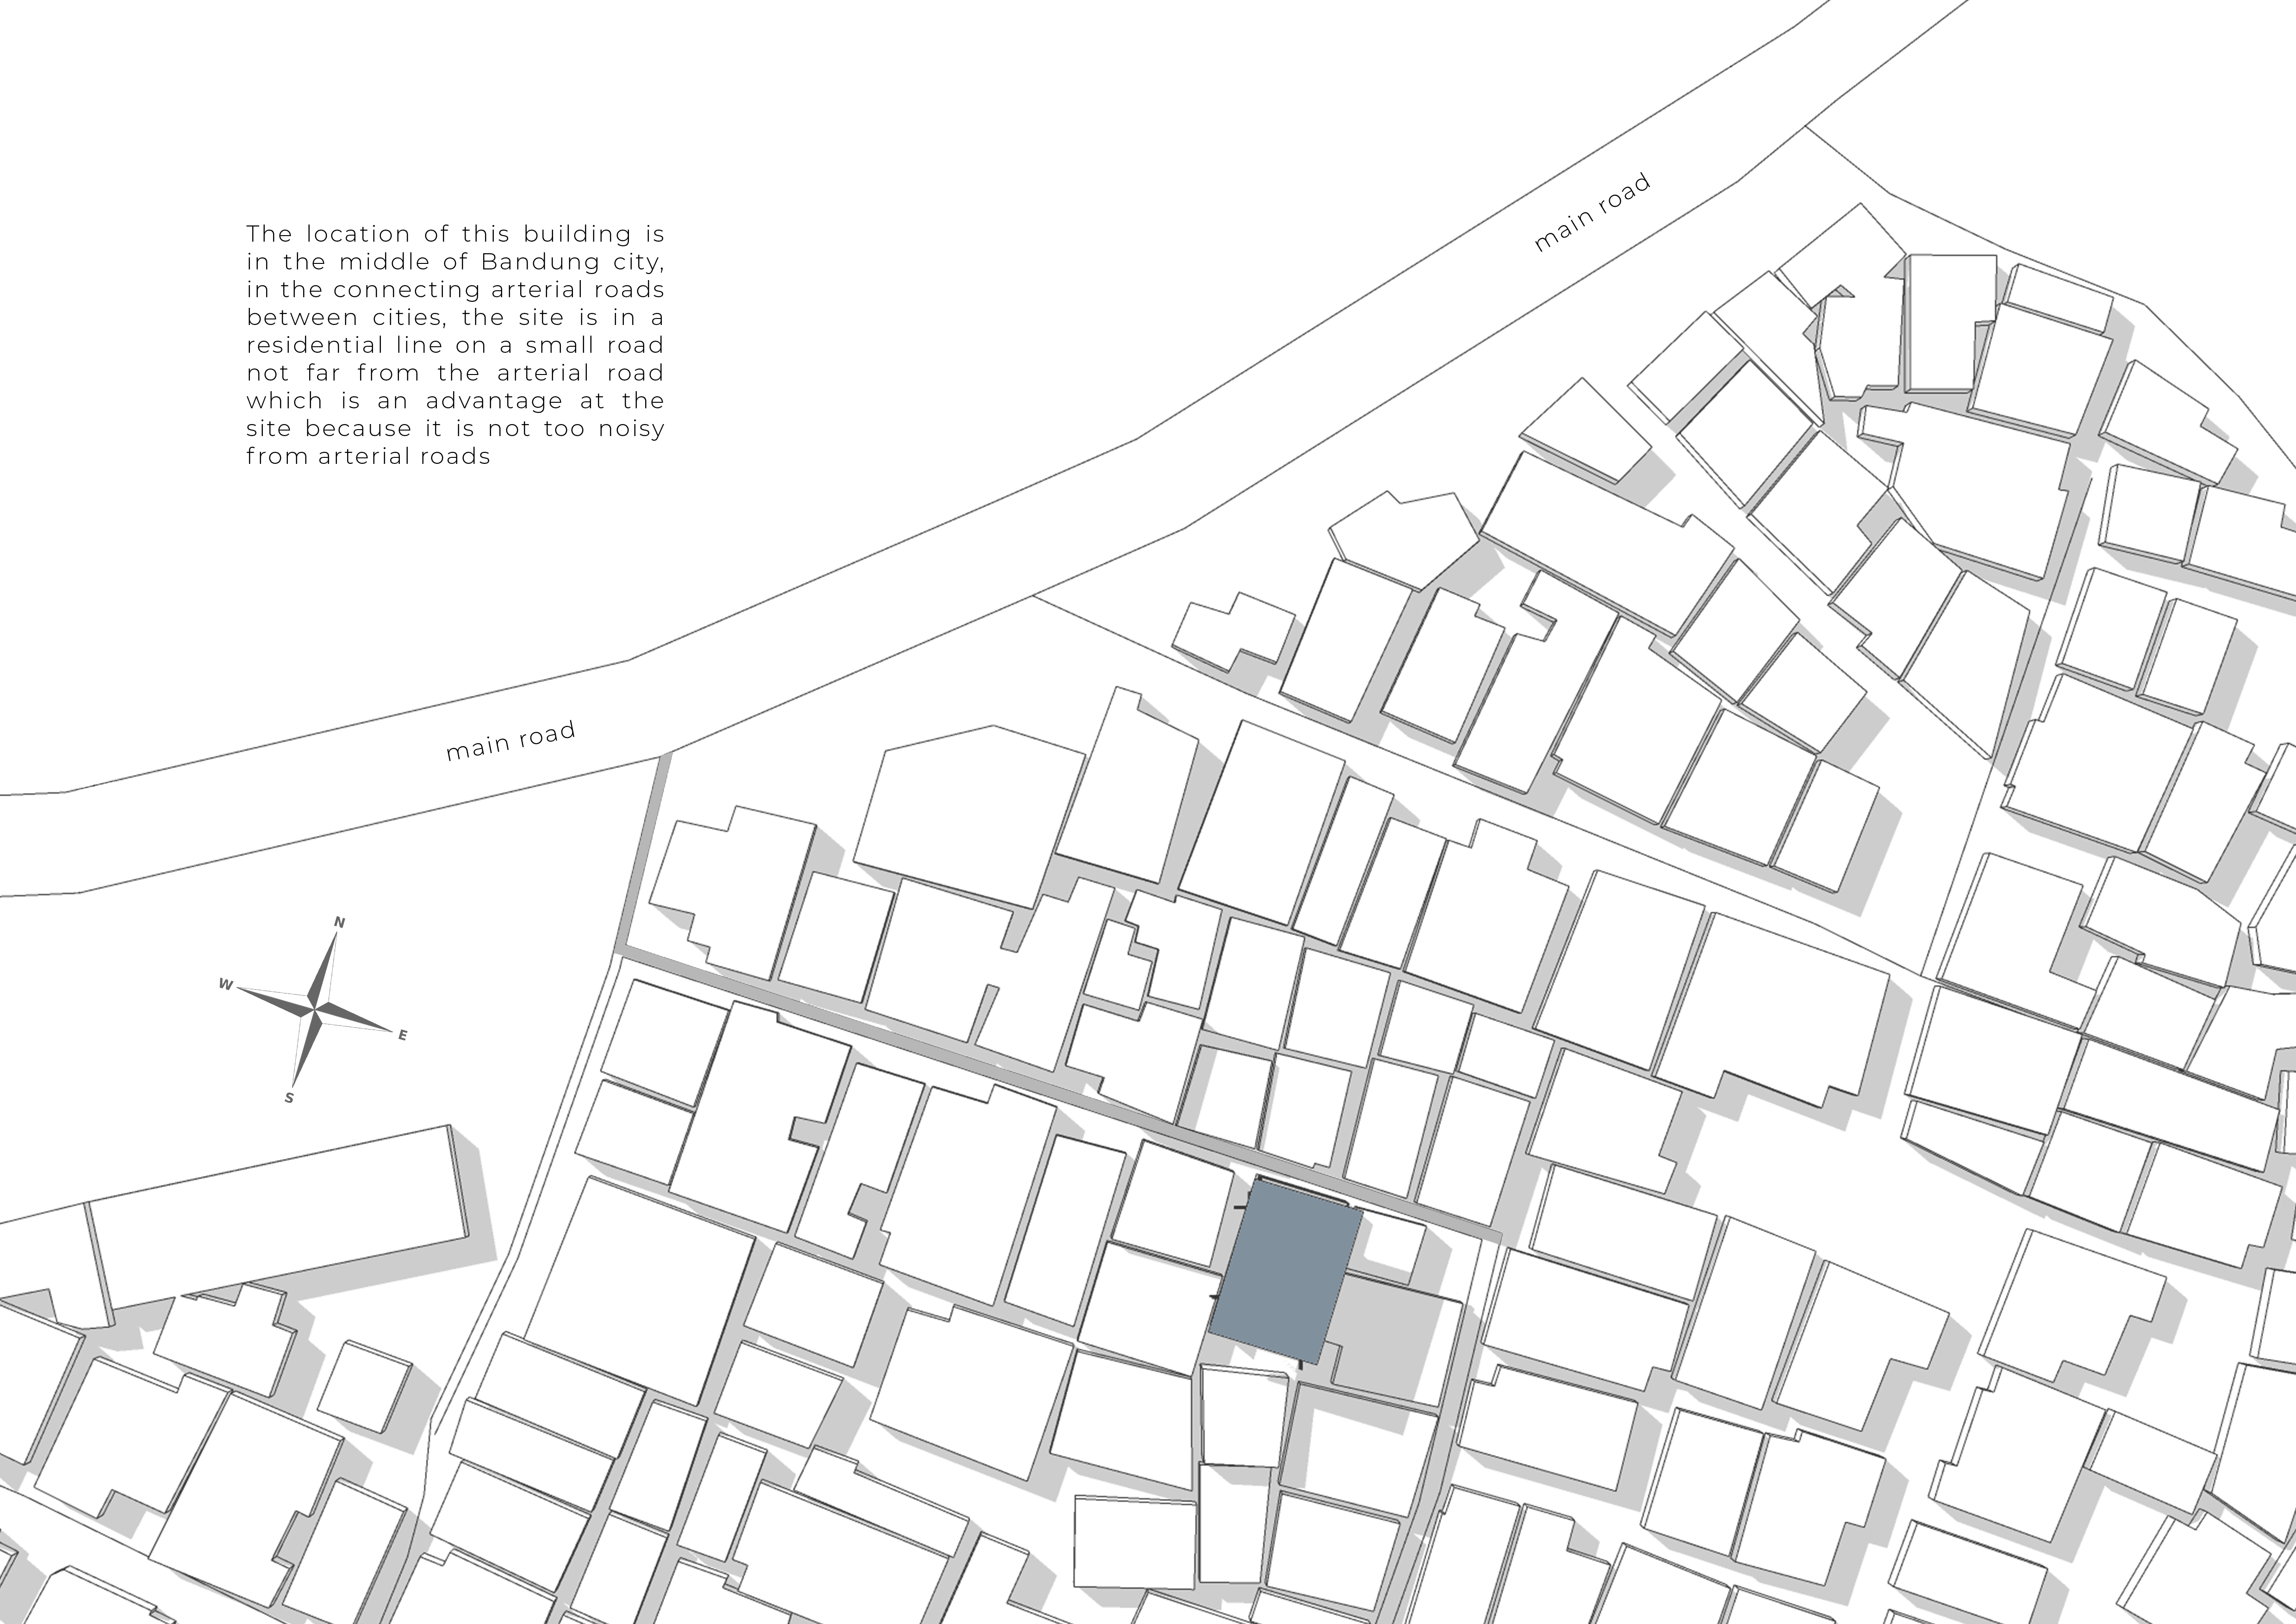 main road
The location of this building is
in the middle of Bandung city,
in the connecting arterial roads
between cities, the site is in a
residential line on a small road
not far from the arterial road
which is an advantage at the
site because it is not too noisy
from arterial roads
main road
N
W
E
S